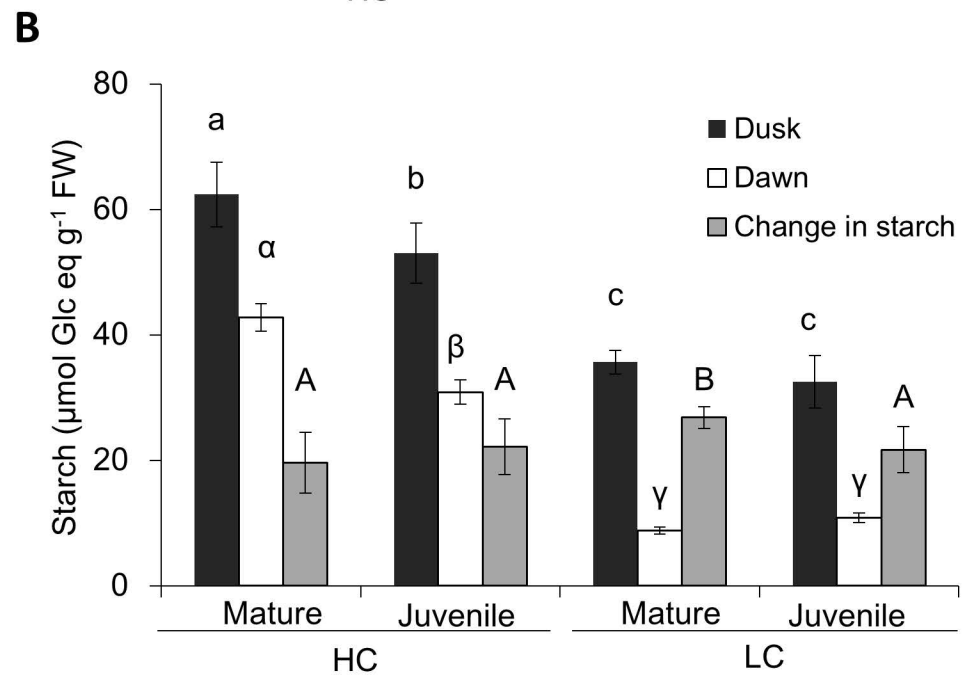 B
80
60
40
20
0
Starch (µmol Glc eq g⁻¹ FW)
Dusk
Dawn
Change in starch
a
α
A
b
β
A
c
γ
B
c
γ
A
Mature Juvenile Mature Juvenile
HC LC